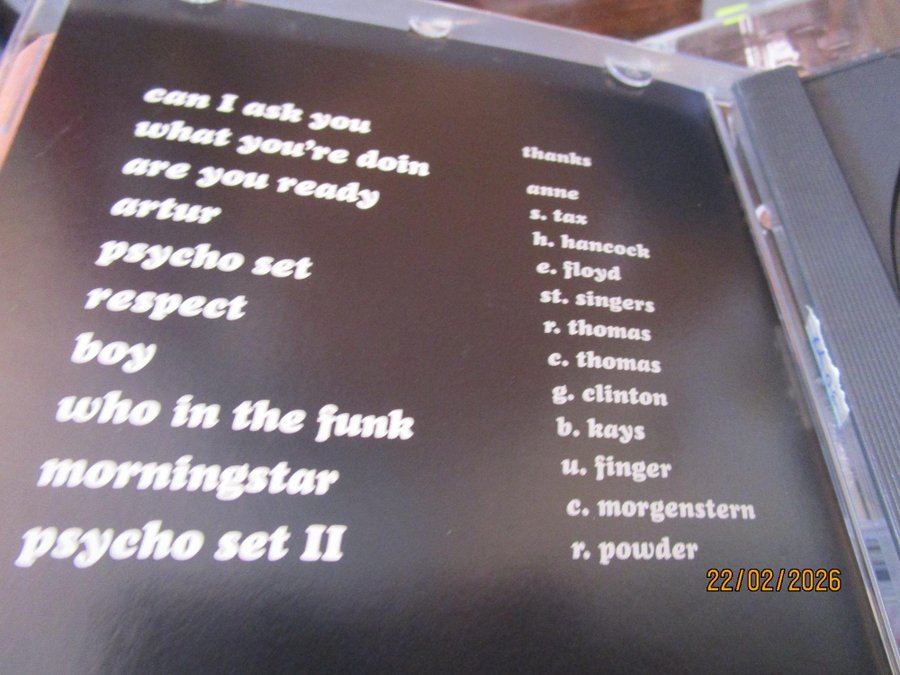 can I ask you
what you're doin
are you ready
artur
psycho set
respect
boy
who in the funk
morningstar
psycho set II
thanks
anne
s. tax
h. hancock
e. floyd
st. singers
r. thomas
c. thomas
g. clinton
b. kays
u. finger
c. morgenstern
r. powder
22/02/2026